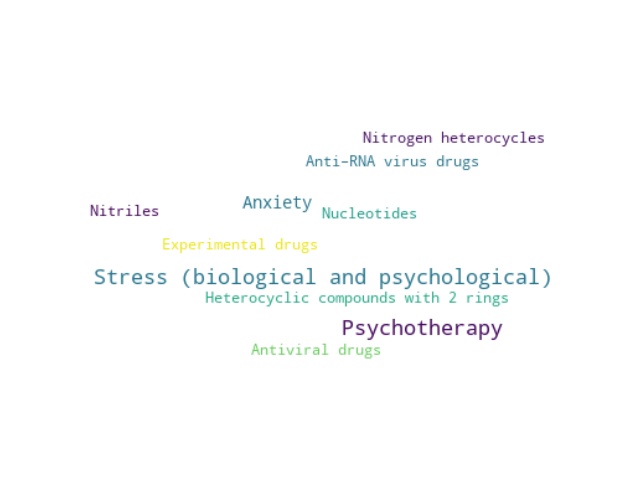 Nitrogen heterocycles
Anti-RNA virus drugs
Anxiety
Nitriles
Nucleotides
Experimental drugs
Stress (biological and psychological)
Heterocyclic compounds with 2 rings
Psychotherapy
Antiviral drugs